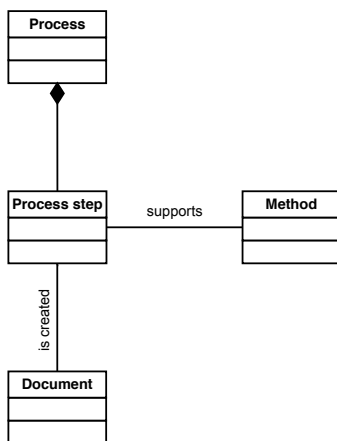 Process
Process step
supports
Method
is created
Document